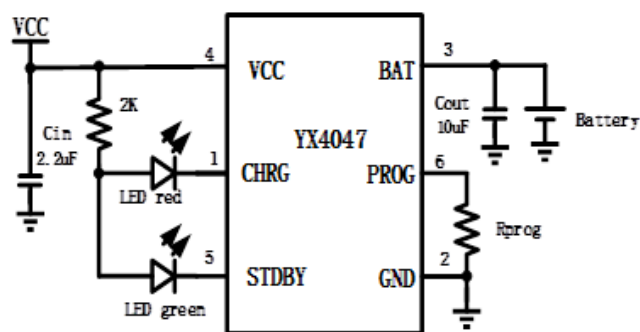 VCC
4
VCC
BAT
3
2K
Cin
2.2uF
YX4047
Cout
10uF
Battery
1
CHRG
PROG
6
LED red
Rprog
5
STDBY
GND
2
LED green